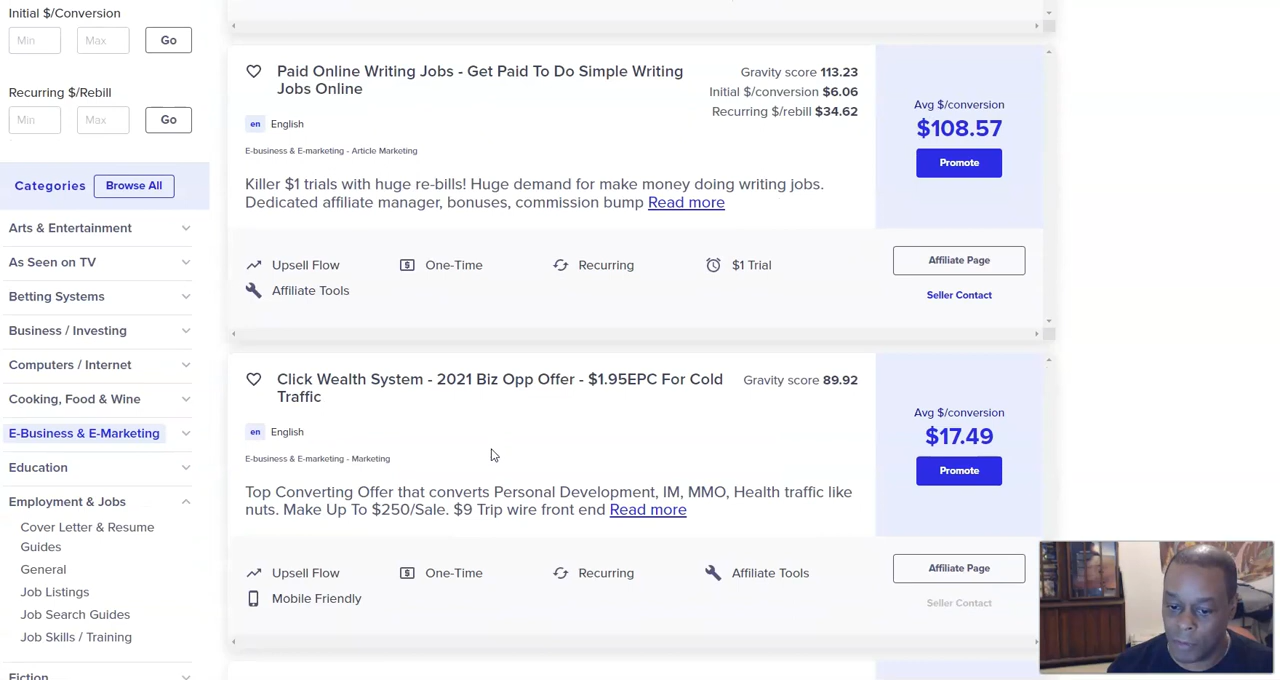 Initial $/Conversion
Min
Max
Go
Recurring $/Rebill
Min
Max
Go
Categories
Browse All
Arts & Entertainment
As Seen on TV
Betting Systems
Business / Investing
Computers / Internet
Cooking, Food & Wine
E-Business & E-Marketing
Education
Employment & Jobs
Cover Letter & Resume
Guides
General
Job Listings
Job Search Guides
Job Skills / Training
Fiction
Paid Online Writing Jobs - Get Paid To Do Simple Writing
Jobs Online
Gravity score 113.23
Initial $/conversion $6.06
Recurring $/rebill $34.62
en English
E-business & E-marketing - Article Marketing
Killer $1 trials with huge re-bills! Huge demand for make money doing writing jobs.
Dedicated affiliate manager, bonuses, commission bump Read more
Avg $/conversion
$108.57
Promote
Upsell Flow
One-Time
Recurring
$1 Trial
Affiliate Tools
Affiliate Page
Seller Contact
Click Wealth System - 2021 Biz Opp Offer - $1.95EPC For Cold
Traffic
Gravity score 89.92
en English
E-business & E-marketing - Marketing
Top Converting Offer that converts Personal Development, IM, MMO, Health traffic like
nuts. Make Up To $250/Sale. $9 Trip wire front end Read more
Avg $/conversion
$17.49
Promote
Upsell Flow
One-Time
Recurring
Affiliate Tools
Mobile Friendly
Affiliate Page
Seller Contact